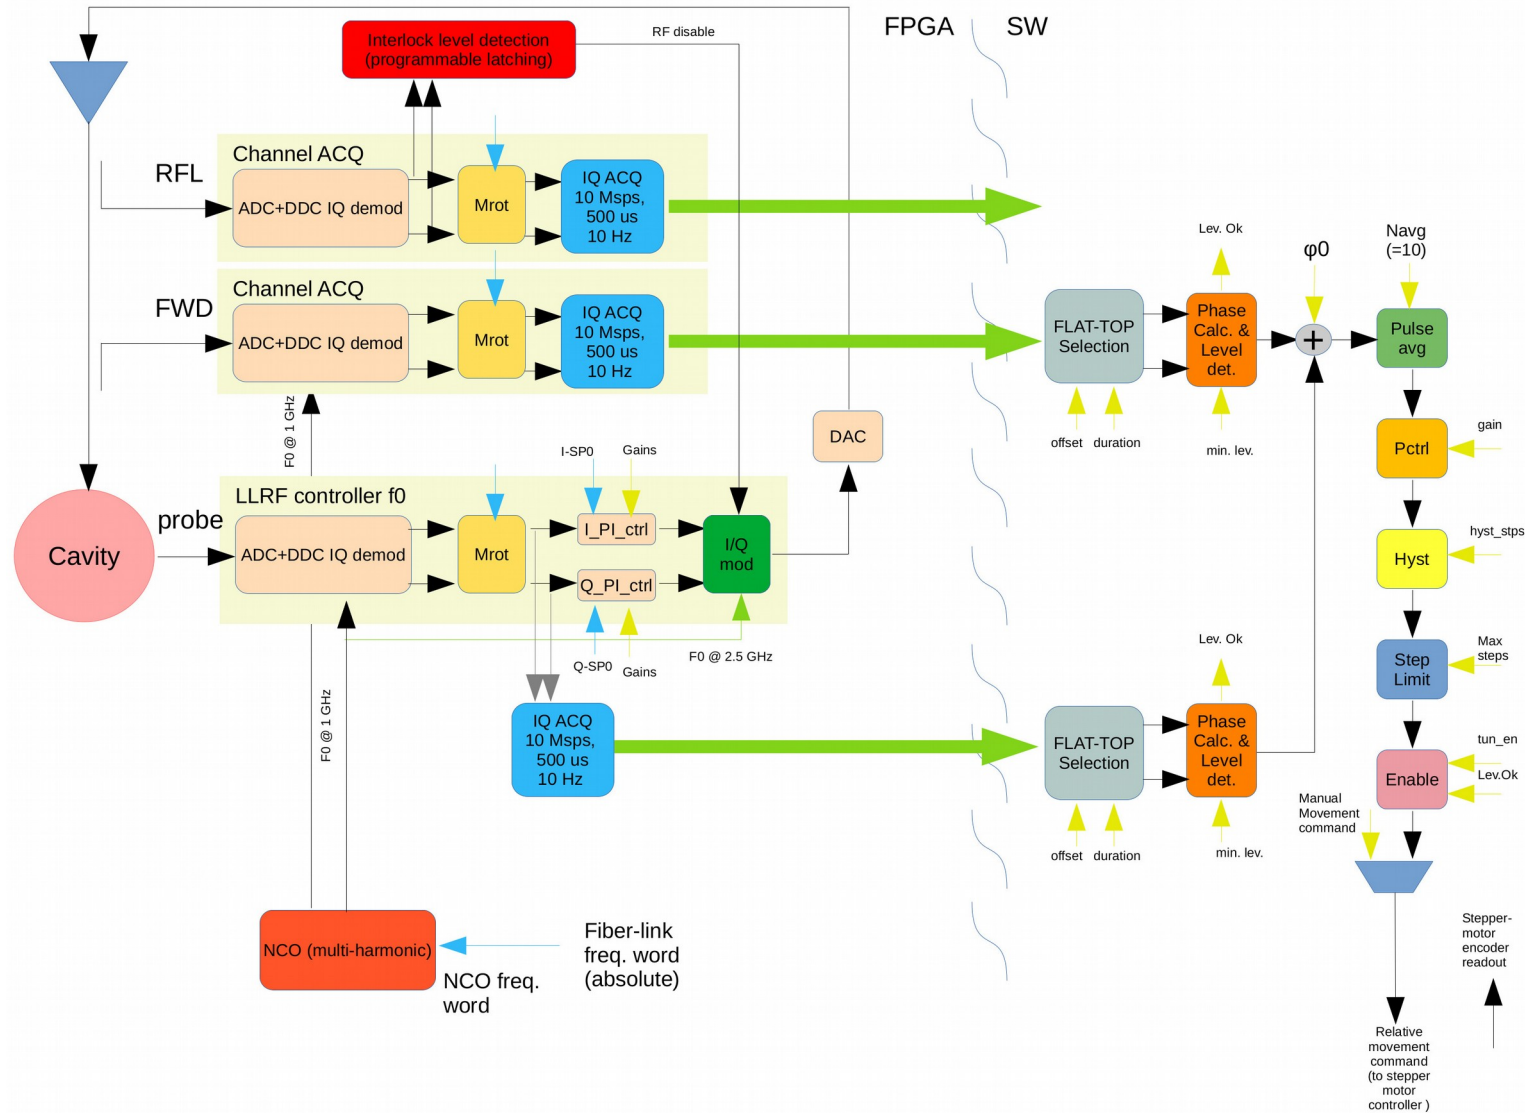 FPGA
SW
Interlock level detection
(programmable latching)
RF disable
Channel ACQ
RFL
ADC+DDC IQ demod
Mrot
IQ ACQ
10 Msps,
500 us
10 Hz
Channel ACQ
FWD
ADC+DDC IQ demod
Mrot
IQ ACQ
10 Msps,
500 us
10 Hz
F0 @ 1 GHz
DAC
LLRF controller f0
probe
Cavity
ADC+DDC IQ demod
Mrot
I-SP0
Gains
I_PI_ctrl
Q_PI_ctrl
Q-SP0
Gains
I/Q
mod
F0 @ 2.5 GHz
F0 @ 1 GHz
IQ ACQ
10 Msps,
500 us
10 Hz
NCO (multi-harmonic)
NCO freq.
word
Fiber-link
freq. word
(absolute)
FLAT-TOP
Selection
offset
duration
Lev. Ok
Phase
Calc. &
Level
det.
min. lev.
φ0
+
Navg
(=10)
Pulse
avg
Pctrl
gain
Hyst
hyst_stps
Step
Limit
Max
steps
Enable
tun_en
Lev.Ok
FLAT-TOP
Selection
offset
duration
Lev. Ok
Phase
Calc. &
Level
det.
min. lev.
Manual
Movement
command
Stepper-
motor
encoder
readout
Relative
movement
command
(to stepper
motor
controller )